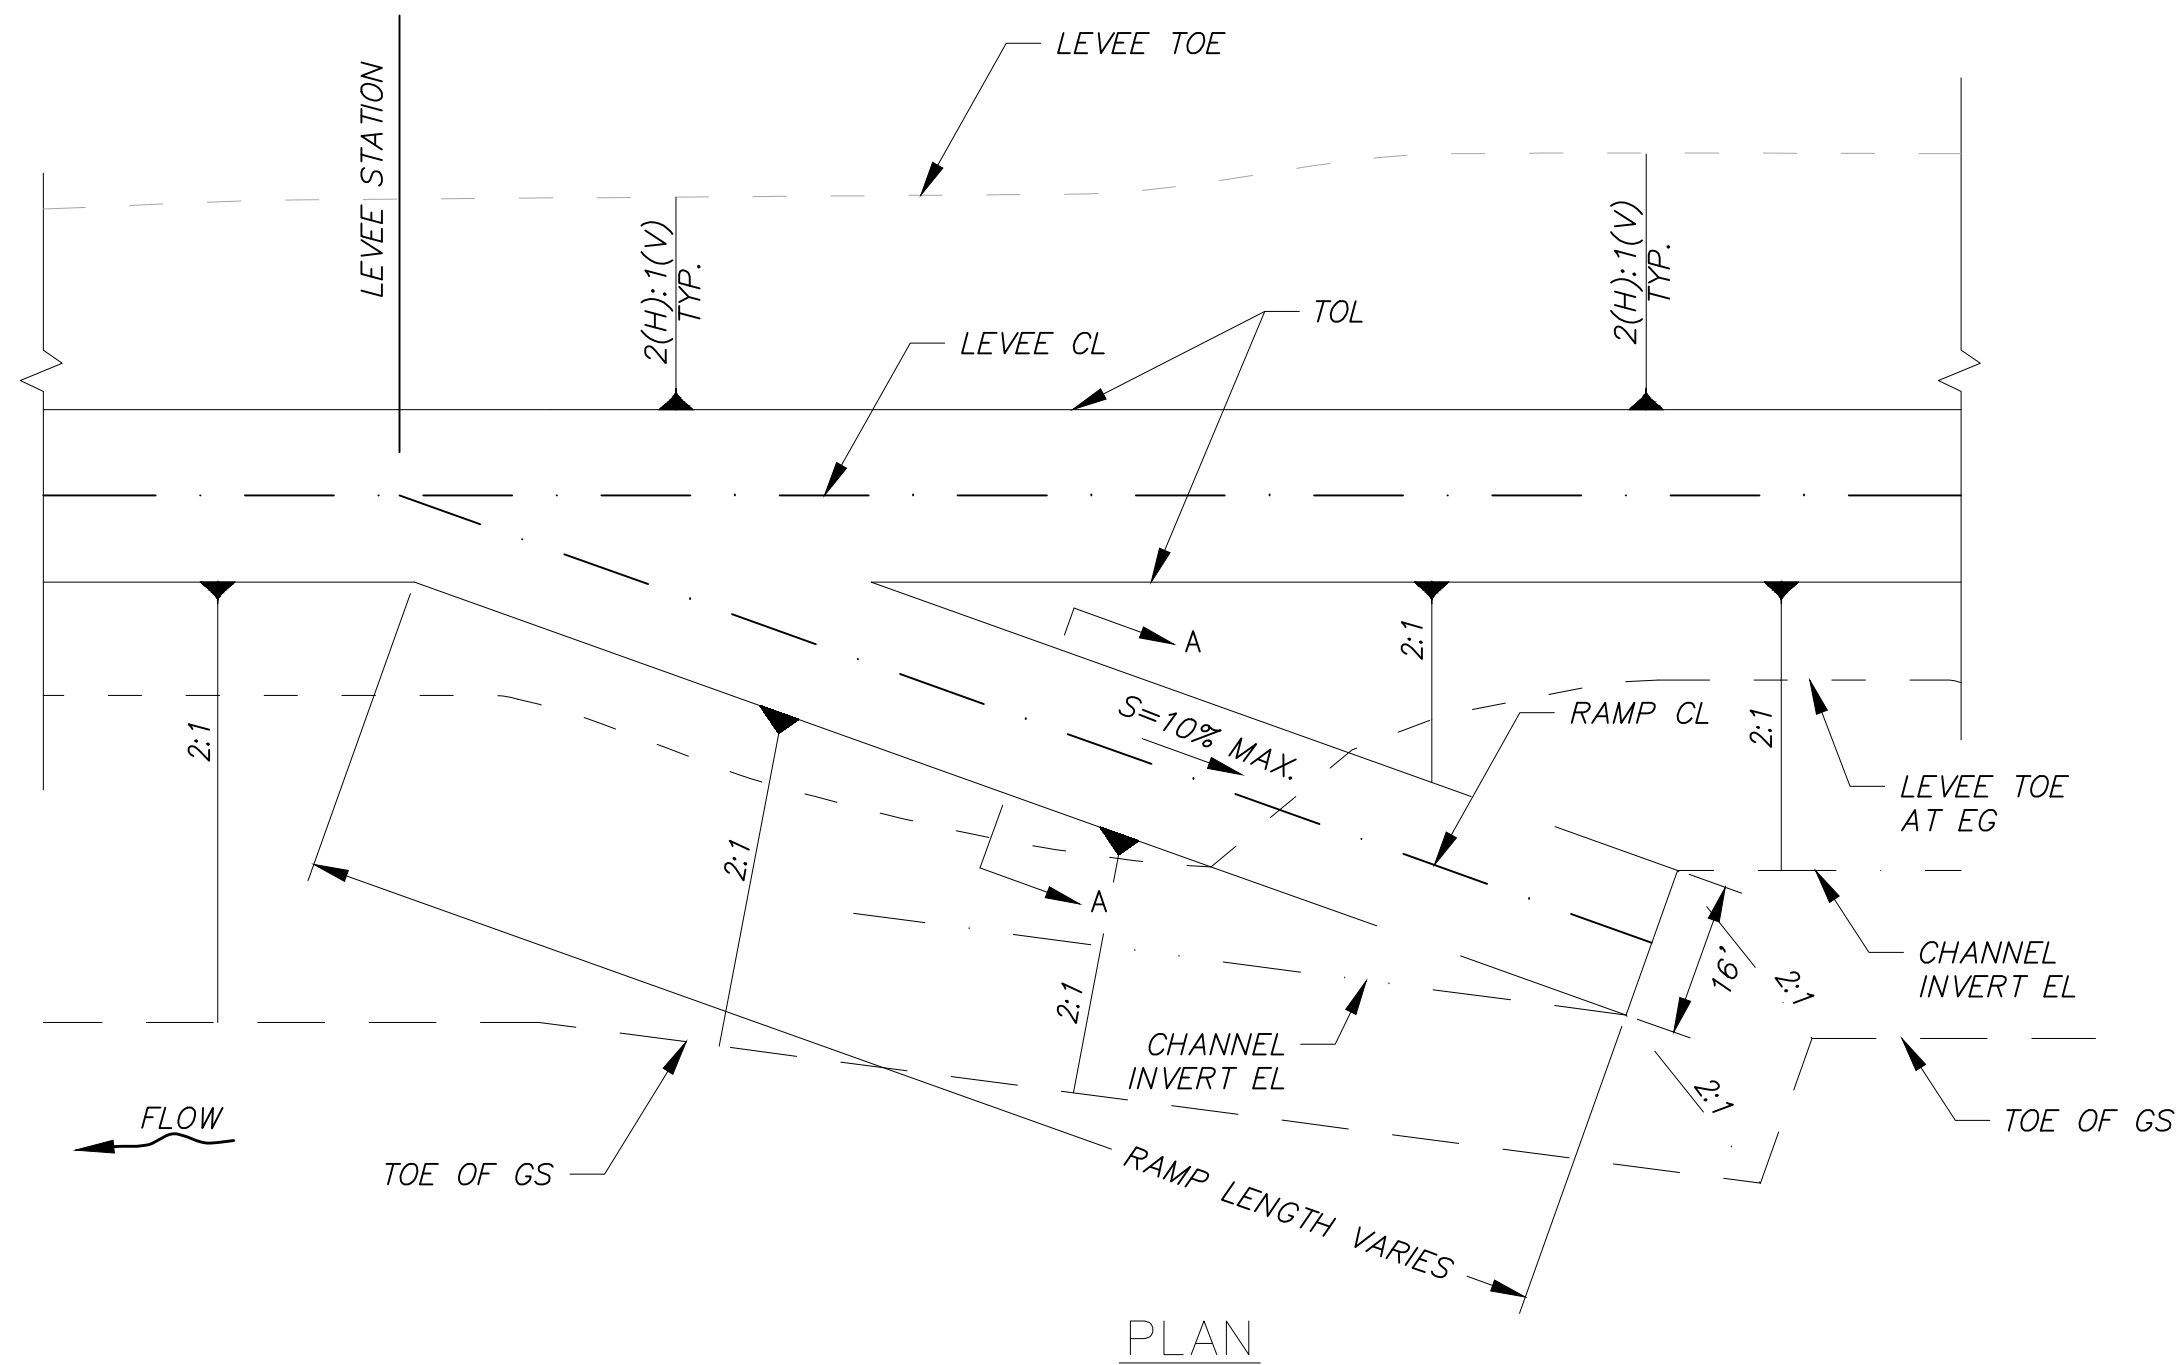 LEVEE TOE
LEVEE STATION
2(H):1(V)
TYP.
2(H):1(V)
TYP.
TOL
LEVEE CL
A
2:1
S=10% MAX.
RAMP CL
2:1
2:1
LEVEE TOE
AT EG
2:1
A
CHANNEL
INVERT EL
16'
2:1
2:1
CHANNEL
INVERT EL
2:1
FLOW
TOE OF GS
TOE OF GS
RAMP LENGTH VARIES
PLAN